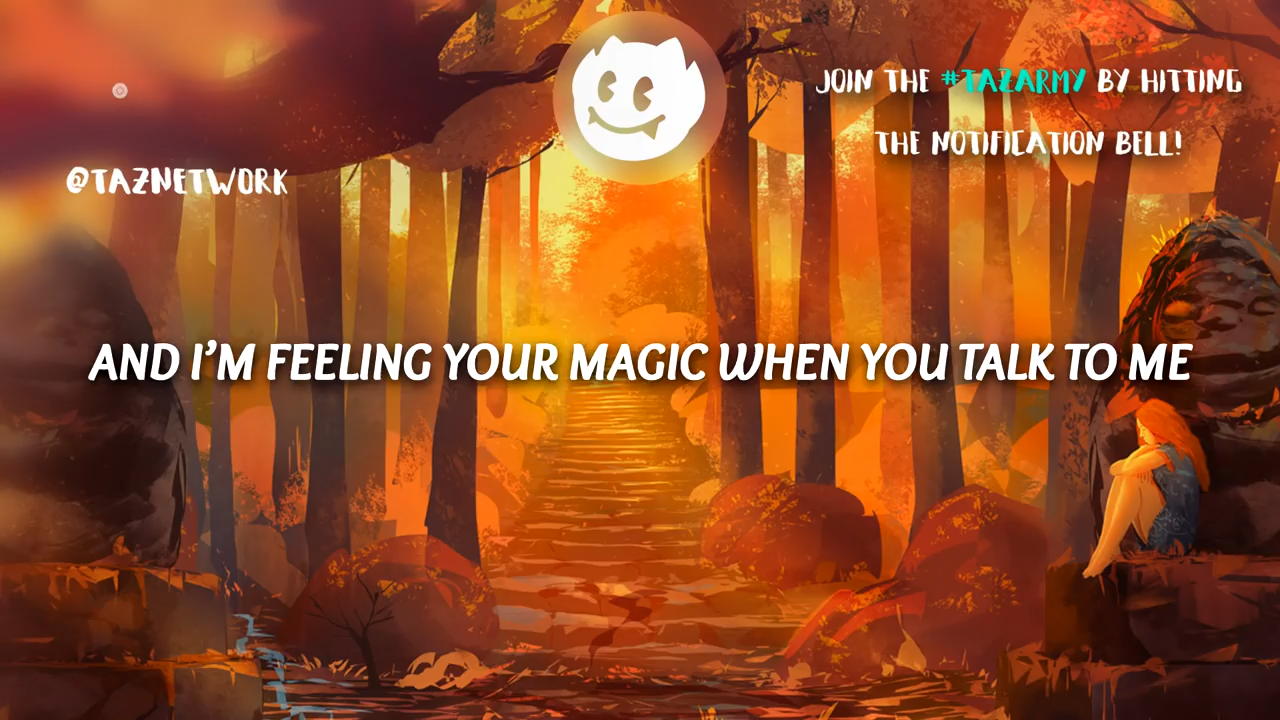 JOIN THE #TAZARMY BY HITTING
THE NOTIFICATION BELL!
@TAZNETWORK
AND I'M FEELING YOUR MAGIC WHEN YOU TALK TO ME